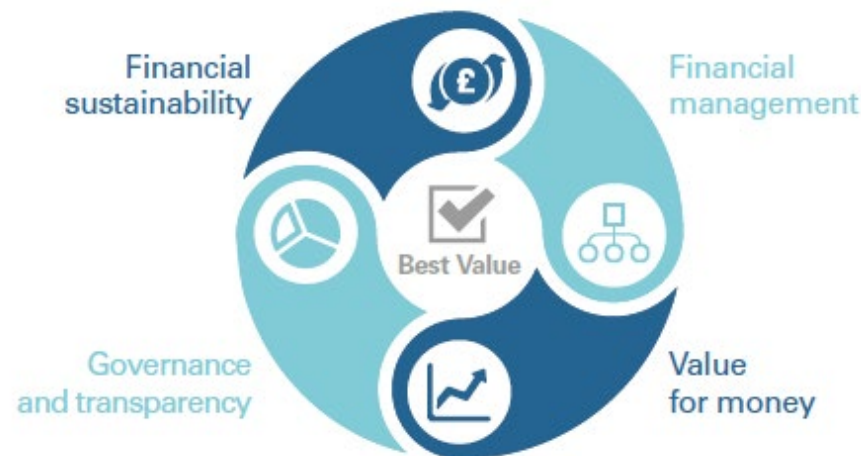 Financial
sustainability
£
Financial
management
Best Value
Governance
and transparency
Value
for money